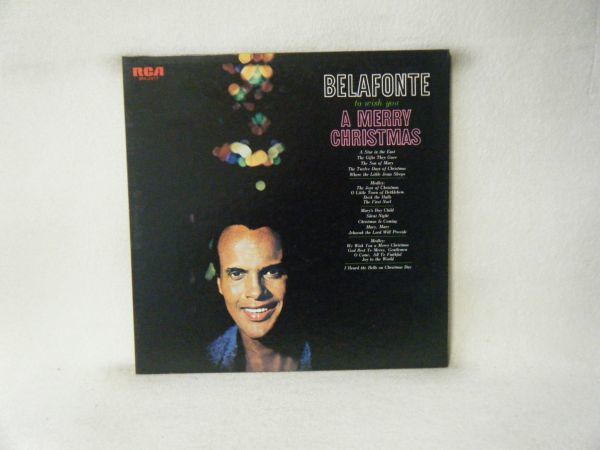 RCA
BELAFONTE
to wish you
A MERRY
CHRISTMAS
A Star in the East
The Gifts They Gave
The Son of Mary
The Twelve Days of Christmas
Where the Little Jesus Sleeps
Medley:
The Joys of Christmas
O Little Town of Bethlehem
Deck the Halls
The First Noel
Mary's Boy Child
Silent Night
Christmas Is Coming
Mary, Mary
Jehovah the Lord Will Provide
Medley:
We Wish You a Merry Christmas
God Rest Ye Merry, Gentlemen
O Come, All Ye Faithful
Joy to the World
I Heard the Bells on Christmas Day